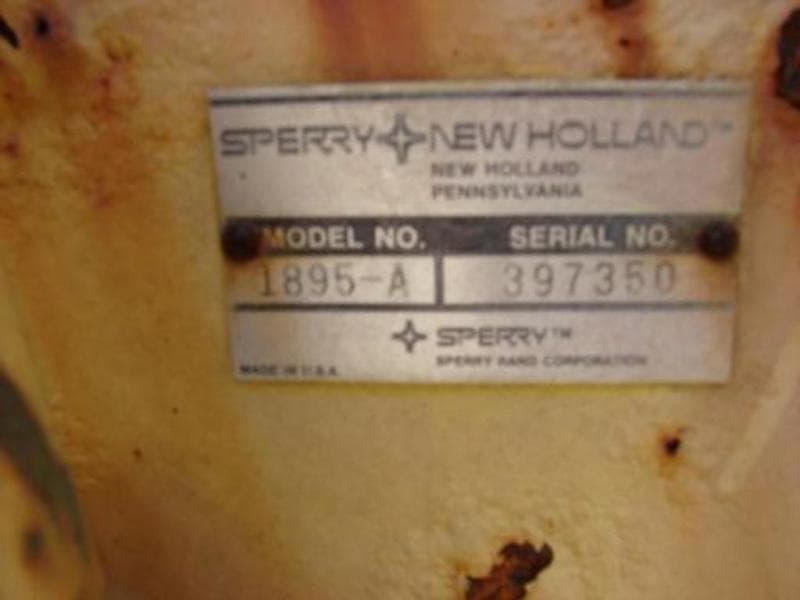 SPERRY NEW HOLLAND™
NEW HOLLAND
PENNSYLVANIA
MODEL NO. SERIAL NO.
1895-A 397350
SPERRY™
SPERRY RAND CORPORATION
MADE IN U.S.A.